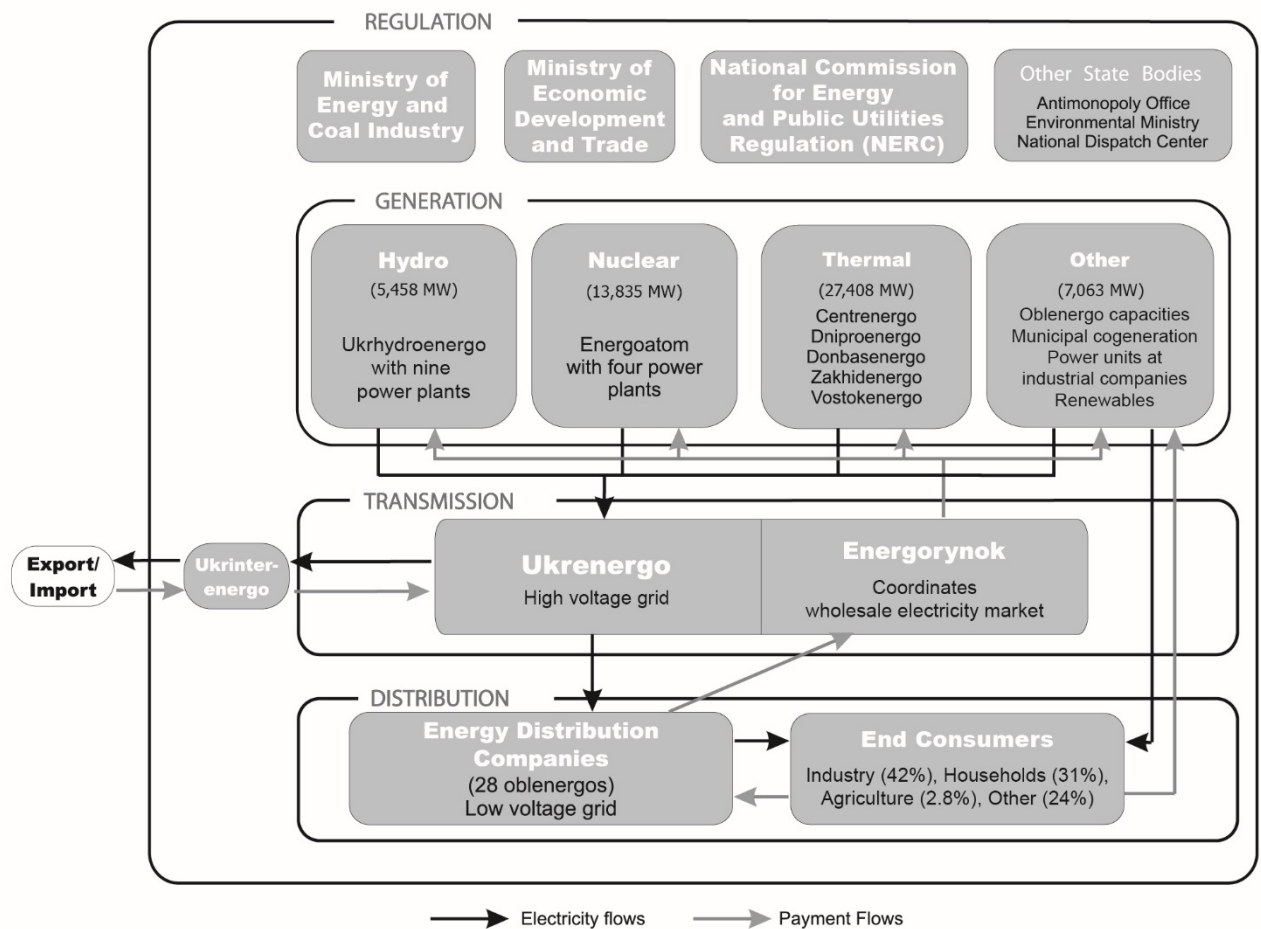 REGULATION
Ministry of
Energy and
Coal Industry
Ministry of
Economic
Development
and Trade
National Commission
for Energy
and Public Utilities
Regulation (NERC)
Other State Bodies
Antimonopoly Office
Environmental Ministry
National Dispatch Center
GENERATION
Hydro
(5,458 MW)
Ukrhydroenergo
with nine
power plants
Nuclear
(13,835 MW)
Energoatom
with four power
plants
Thermal
(27,408 MW)
Centrenergo
Dniproenergo
Donbasenergo
Zakhidenergo
Vostokenergo
Other
(7,063 MW)
Oblenergo capacities
Municipal cogeneration
Power units at
industrial companies
Renewables
TRANSMISSION
Export/
Import
Ukrinter-
energo
Ukrenergo
High voltage grid
Energorynok
Coordinates
wholesale electricity market
DISTRIBUTION
Energy Distribution
Companies
(28 oblenergos)
Low voltage grid
End Consumers
Industry (42%), Households (31%),
Agriculture (2.8%), Other (24%)
Electricity flows
Payment Flows